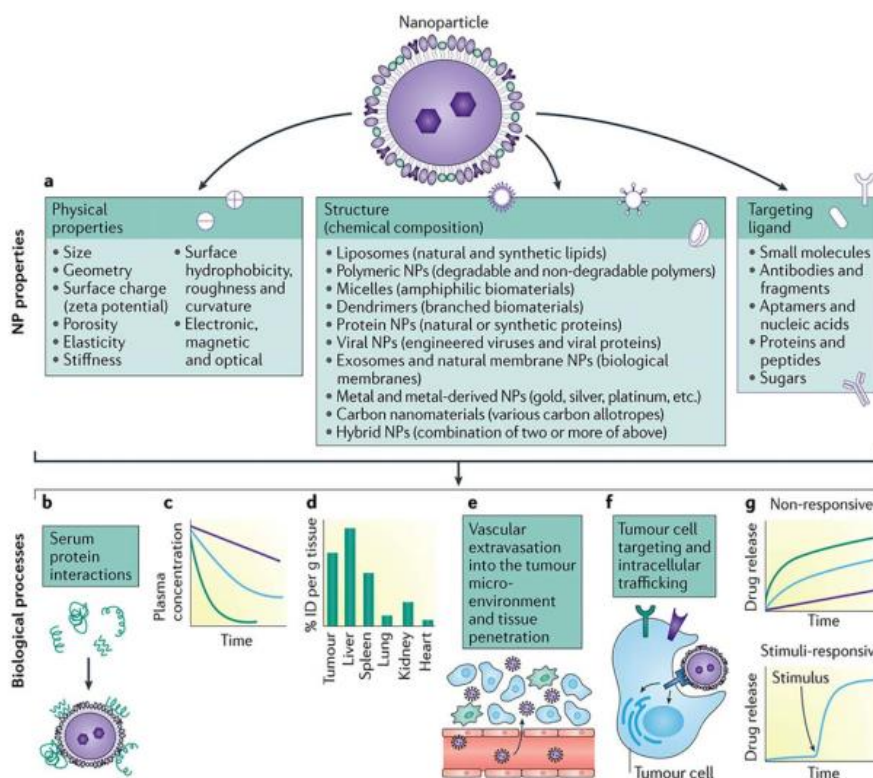 Nanoparticle
NP properties
a
Physical
properties
• Size
• Geometry
• Surface charge
(zeta potential)
• Porosity
• Elasticity
• Stiffness
• Surface
hydrophobicity,
roughness and
curvature
• Electronic,
magnetic
and optical
Structure
(chemical composition)
• Liposomes (natural and synthetic lipids)
• Polymeric NPs (degradable and non-degradable polymers)
• Micelles (amphiphilic biomaterials)
• Dendrimers (branched biomaterials)
• Protein NPs (natural or synthetic proteins)
• Viral NPs (engineered viruses and viral proteins)
• Exosomes and natural membrane NPs (biological
membranes)
• Metal and metal-derived NPs (gold, silver, platinum, etc.)
• Carbon nanomaterials (various carbon allotropes)
• Hybrid NPs (combination of two or more of above)
Targeting
ligand
• Small molecules
• Antibodies and
fragments
• Aptamers and
nucleic acids
• Proteins and
peptides
• Sugars
Biological processes
b
Serum
protein
interactions
c
Plasma
concentration
Time
d
% ID per g tissue
Tumour
Liver
Spleen
Lung
Kidney
Heart
e
Vascular
extravasation
into the tumour
micro-
environment
and tissue
penetration
f
Tumour cell
targeting and
intracellular
trafficking
Tumour cell
g
Non-responsive
Drug release
Time
Stimuli-responsive
Stimulus
Drug release
Time